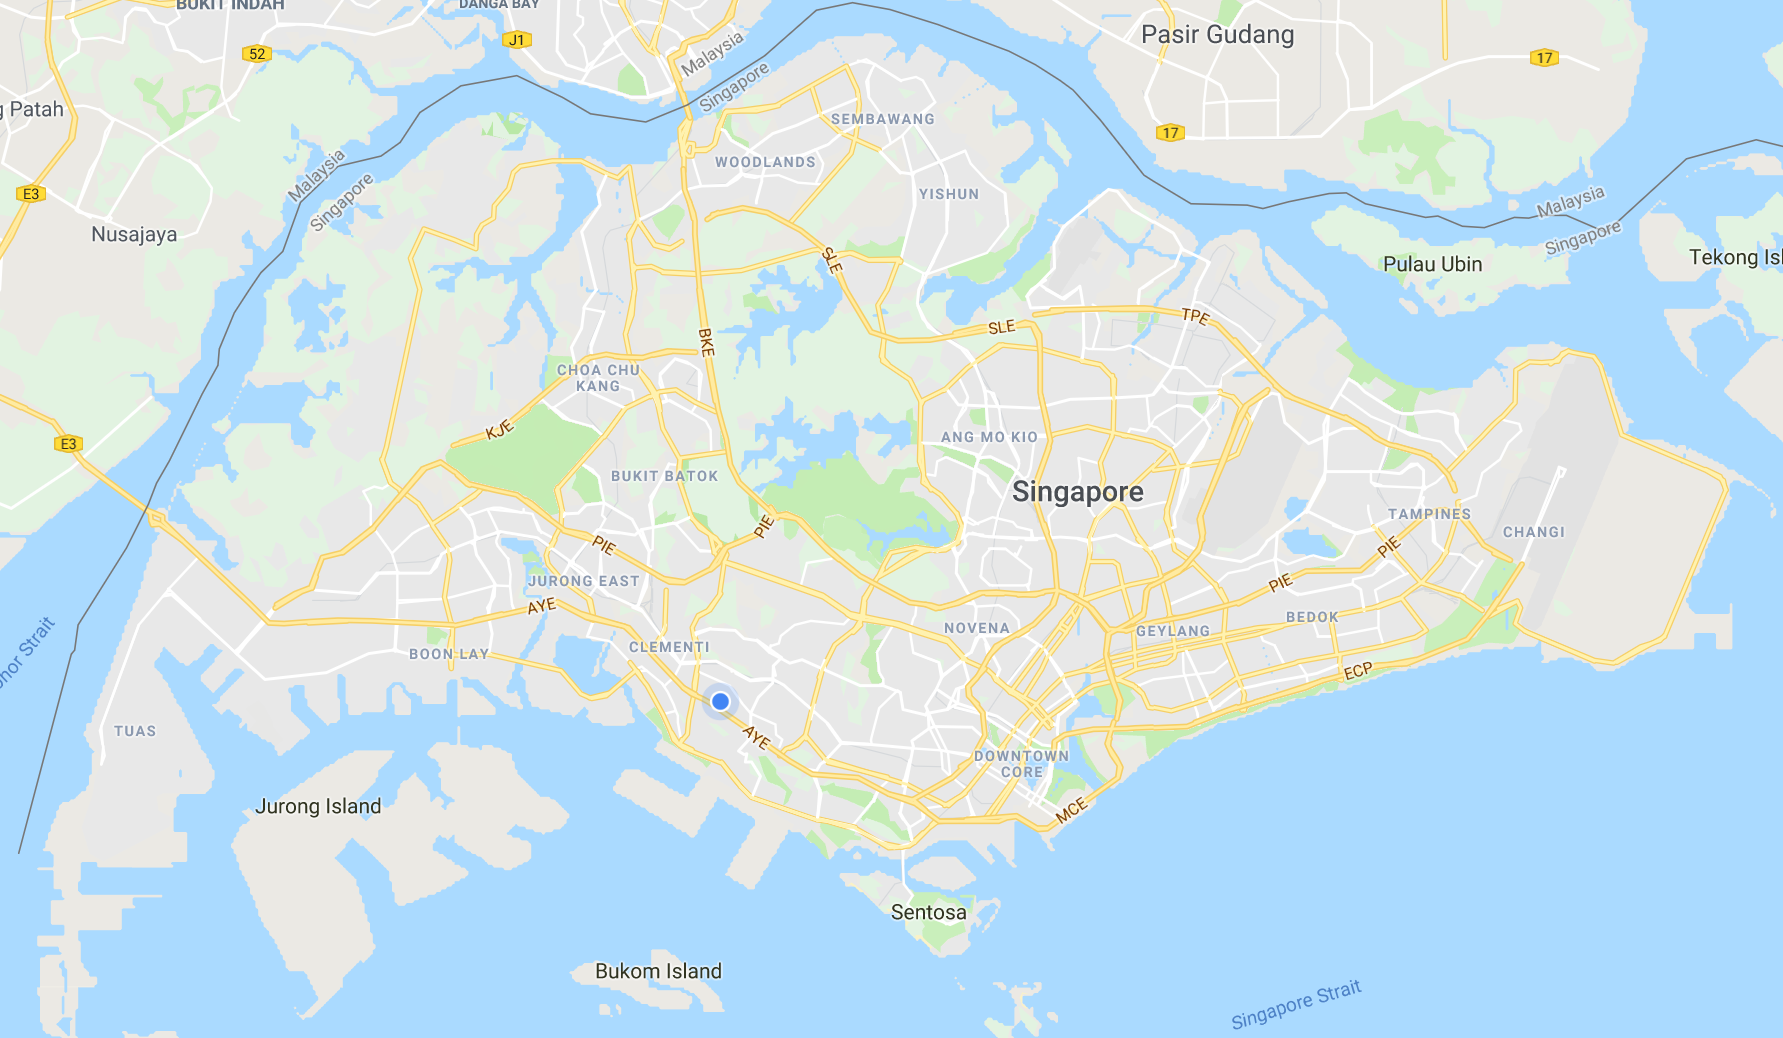 BUKIT INDAH
DANGA BAY
J1
52
Malaysia
Singapore
Pasir Gudang
17
17
Patah
E3
Nusajaya
Malaysia
Singapore
SEMBAWANG
WOODLANDS
YISHUN
Malaysia
Singapore
Pulau Ubin
Tekong
SLE
BKE
SLE
TPE
CHOA CHU
KANG
KJE
E3
ANG MO KIO
BUKIT BATOK
Singapore
TAMPINES
CHANGI
PIE
PIE
PIE
PIE
JURONG EAST
AYE
BEDOK
NOVENA
GEYLANG
CLEMENTI
BOON LAY
ECP
TUAS
AYE
DOWNTOWN
CORE
MCE
Jurong Island
Sentosa
Bukom Island
Singapore Strait
Strait